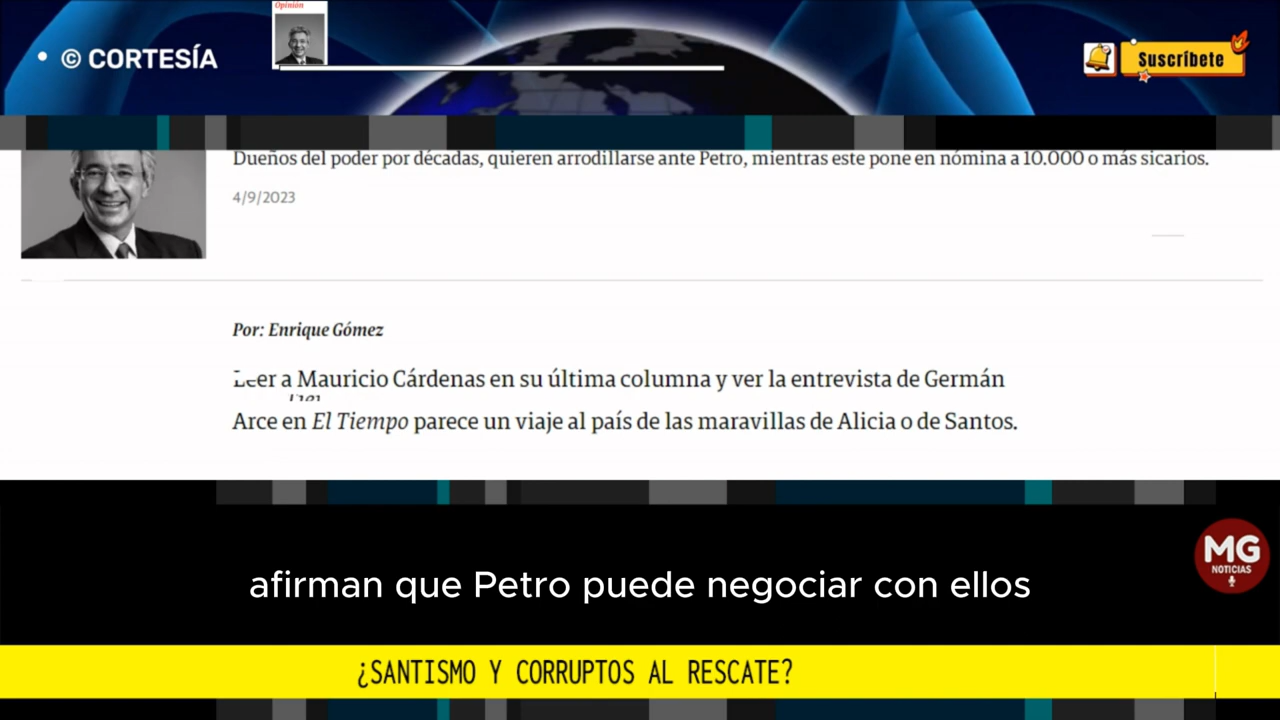 Opinión
• © CORTESÍA
Suscríbete
Dueños del poder por décadas, quieren arrodillarse ante Petro, mientras este pone en nómina a 10.000 o más sicarios.
4/9/2023
Por: Enrique Gómez
Leer a Mauricio Cárdenas en su última columna y ver la entrevista de Germán
Arce en El Tiempo parece un viaje al país de las maravillas de Alicia o de Santos.
MG
NOTICIAS
afirman que Petro puede negociar con ellos
¿SANTISMO Y CORRUPTOS AL RESCATE?